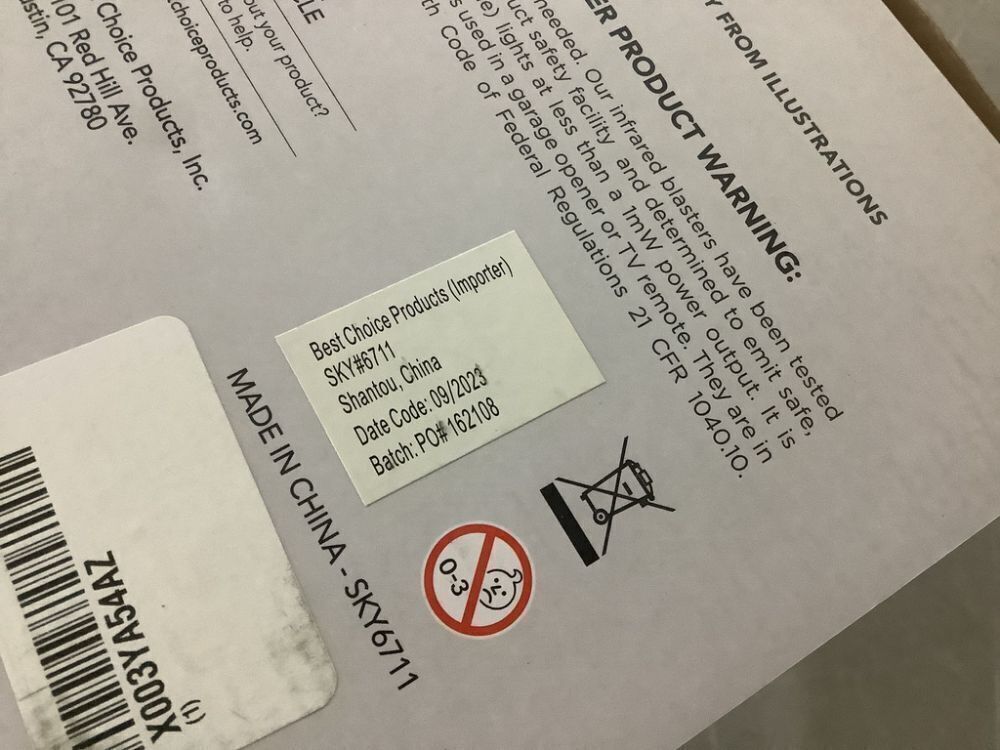 Y FROM ILLUSTRATIONS
ER PRODUCT WARNING:
needed. Our infrared blasters have been tested
safety facility and determined to emit safe,
lights at less than a 1mW power output. It is
used in a garage opener or TV remote. They are in
Code of Federal Regulations 21 CFR 1040.10.
your product?
to help.
choiceproducts.com
Choice Products, Inc.
Red Hill Ave.
CA 92780
Best Choice Products (Importer)
SKY#6711
Shantou, China
Date Code: 09/2023
Batch: PO# 162108
MADE IN CHINA - SKY6711
0-3
X003YA54AZ
(1)